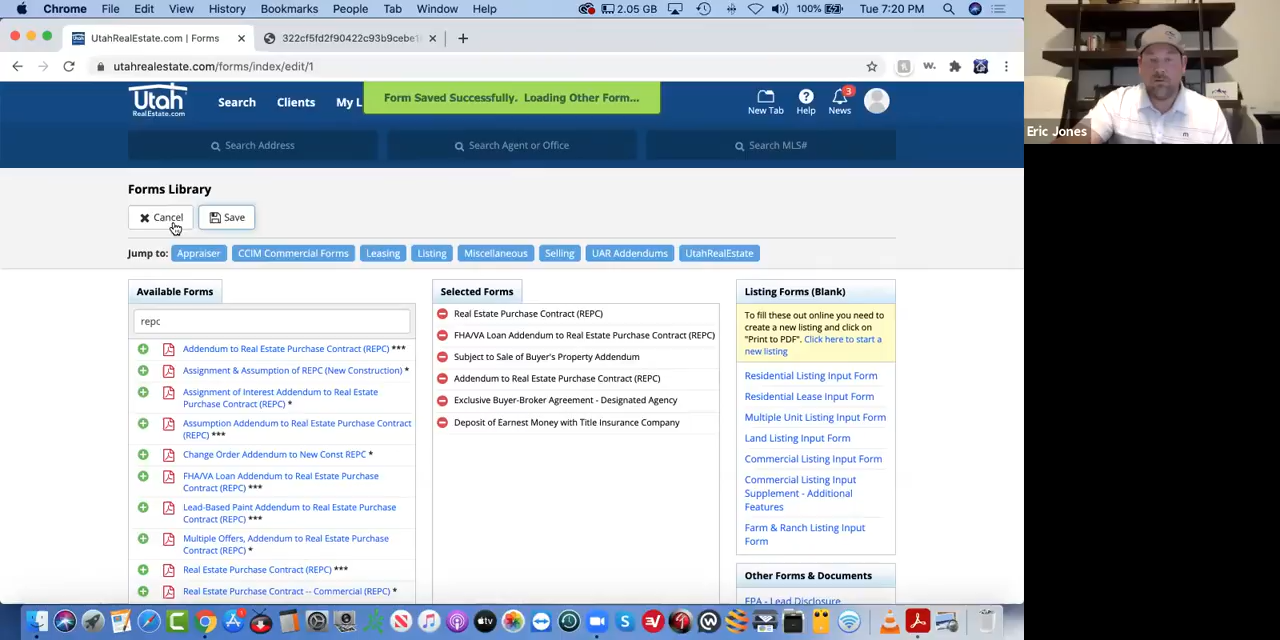 Chrome File Edit View History Bookmarks People Tab Window Help 2.05 GB 100% Tue 7:20 PM
UtahRealEstate.com | Forms 322cf5fd2f90422c93b9cebe1
utahrealestate.com/forms/index/edit/1
Utah RealEstate.com
Search Clients My L
Form Saved Successfully. Loading Other Form...
New Tab Help 3 News
Eric Jones
Search Address Search Agent or Office Search MLS#
Forms Library
Cancel Save
Jump to: Appraiser CCIM Commercial Forms Leasing Listing Miscellaneous Selling UAR Addendums UtahRealEstate
Available Forms
repc
Addendum to Real Estate Purchase Contract (REPC) ***
Assignment & Assumption of REPC (New Construction) *
Assignment of Interest Addendum to Real Estate
Purchase Contract (REPC) *
Assumption Addendum to Real Estate Purchase Contract
(REPC) ***
Change Order Addendum to New Const REPC *
FHA/VA Loan Addendum to Real Estate Purchase
Contract (REPC) ***
Lead-Based Paint Addendum to Real Estate Purchase
Contract (REPC) ***
Multiple Offers, Addendum to Real Estate Purchase
Contract (REPC) *
Real Estate Purchase Contract (REPC) ***
Real Estate Purchase Contract -- Commercial (REPC) *
Selected Forms
Real Estate Purchase Contract (REPC)
FHA/VA Loan Addendum to Real Estate Purchase Contract (REPC)
Subject to Sale of Buyer's Property Addendum
Addendum to Real Estate Purchase Contract (REPC)
Exclusive Buyer-Broker Agreement - Designated Agency
Deposit of Earnest Money with Title Insurance Company
Listing Forms (Blank)
To fill these out online you need to
create a new listing and click on
"Print to PDF". Click here to start a
new listing
Residential Listing Input Form
Residential Lease Input Form
Multiple Unit Listing Input Form
Land Listing Input Form
Commercial Listing Input Form
Commercial Listing Input
Supplement - Additional
Features
Farm & Ranch Listing Input
Form
Other Forms & Documents
EPA - Lead Disclosure